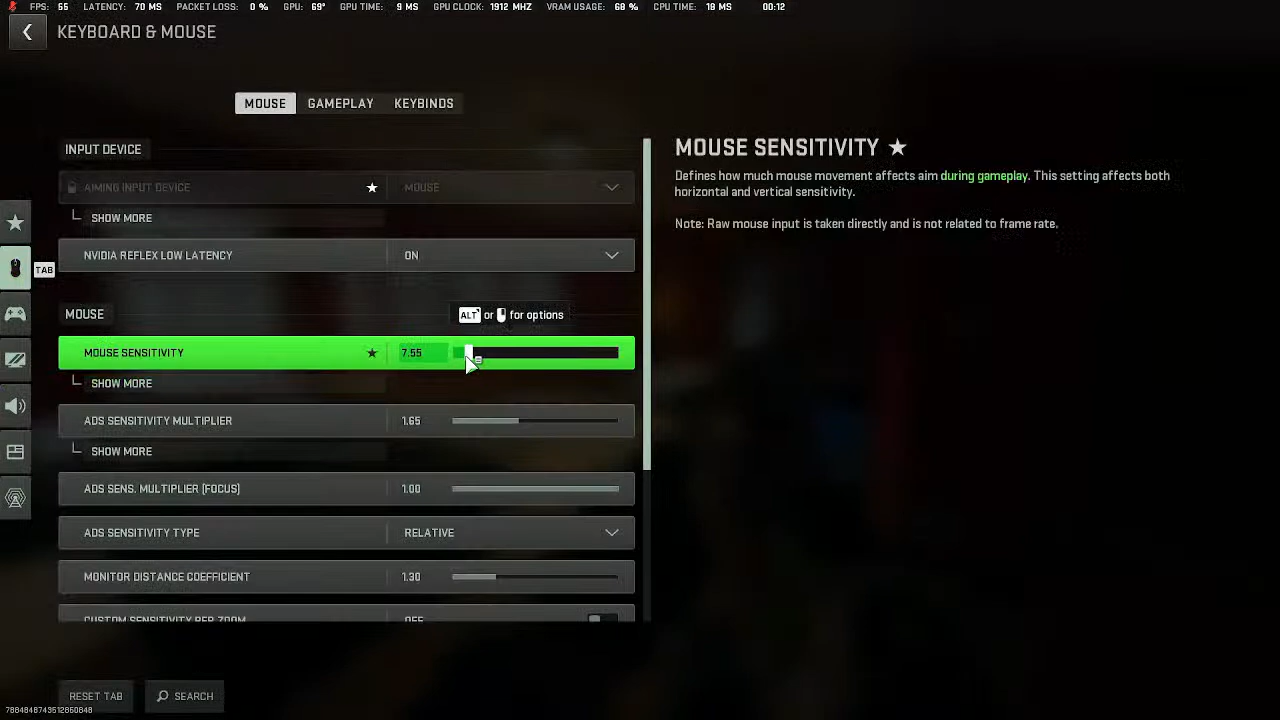 FPS: 55 LATENCY: 70 MS PACKET LOSS: 0 % GPU: 69° GPU TIME: 9 MS GPU CLOCK: 1912 MHZ VRAM USAGE: 68 % CPU TIME: 18 MS 00:12
KEYBOARD & MOUSE
MOUSE GAMEPLAY KEYBINDS
INPUT DEVICE
AIMING INPUT DEVICE MOUSE
SHOW MORE
TAB
NVIDIA REFLEX LOW LATENCY ON
MOUSE
ALT or for options
MOUSE SENSITIVITY 7.55
SHOW MORE
ADS SENSITIVITY MULTIPLIER 1.65
SHOW MORE
ADS SENS. MULTIPLIER (FOCUS) 1.00
ADS SENSITIVITY TYPE RELATIVE
MONITOR DISTANCE COEFFICIENT 1.30
CUSTOM SENSITIVITY PER ZOOM OFF
MOUSE SENSITIVITY
Defines how much mouse movement affects aim during gameplay. This setting affects both
horizontal and vertical sensitivity.
Note: Raw mouse input is taken directly and is not related to frame rate.
RESET TAB SEARCH